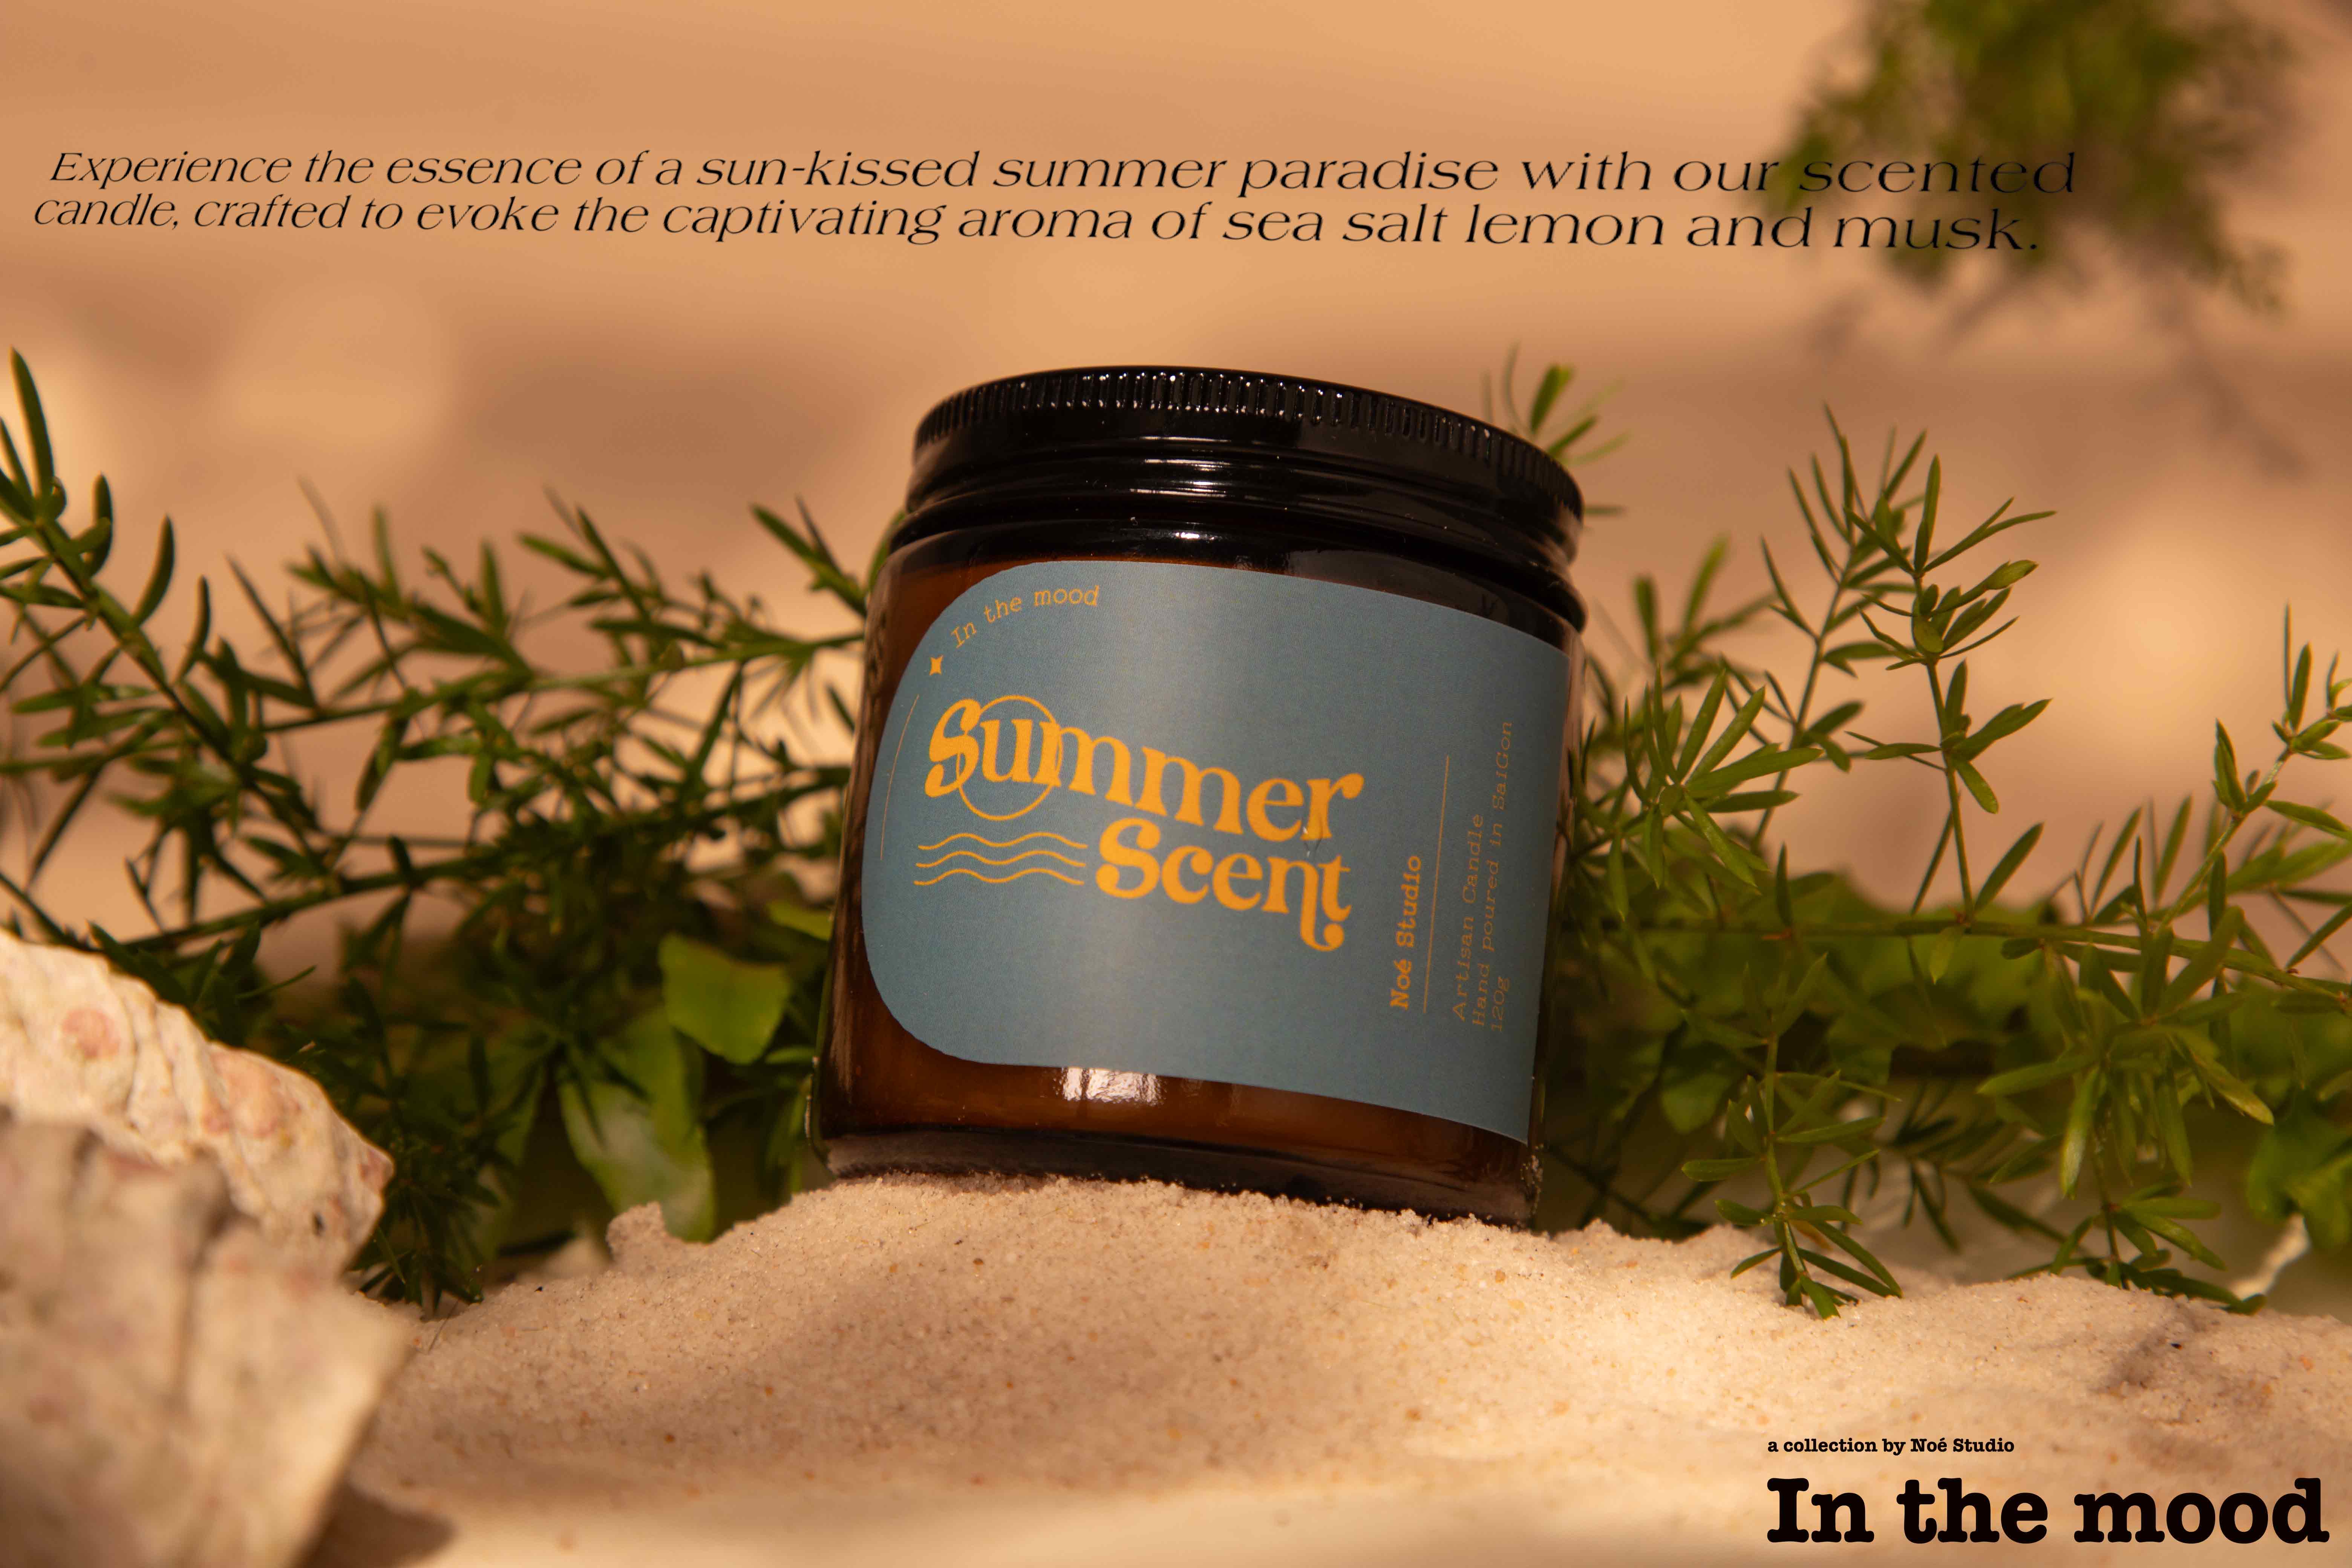 Experience the essence of a sun-kissed summer paradise with our scented
candle, crafted to evoke the captivating aroma of sea salt lemon and musk.
In the mood
Summer
Scent
Noé Studio
Artisan Candle
Hand poured in SaiGon
120g
a collection by Noé Studio
In the mood